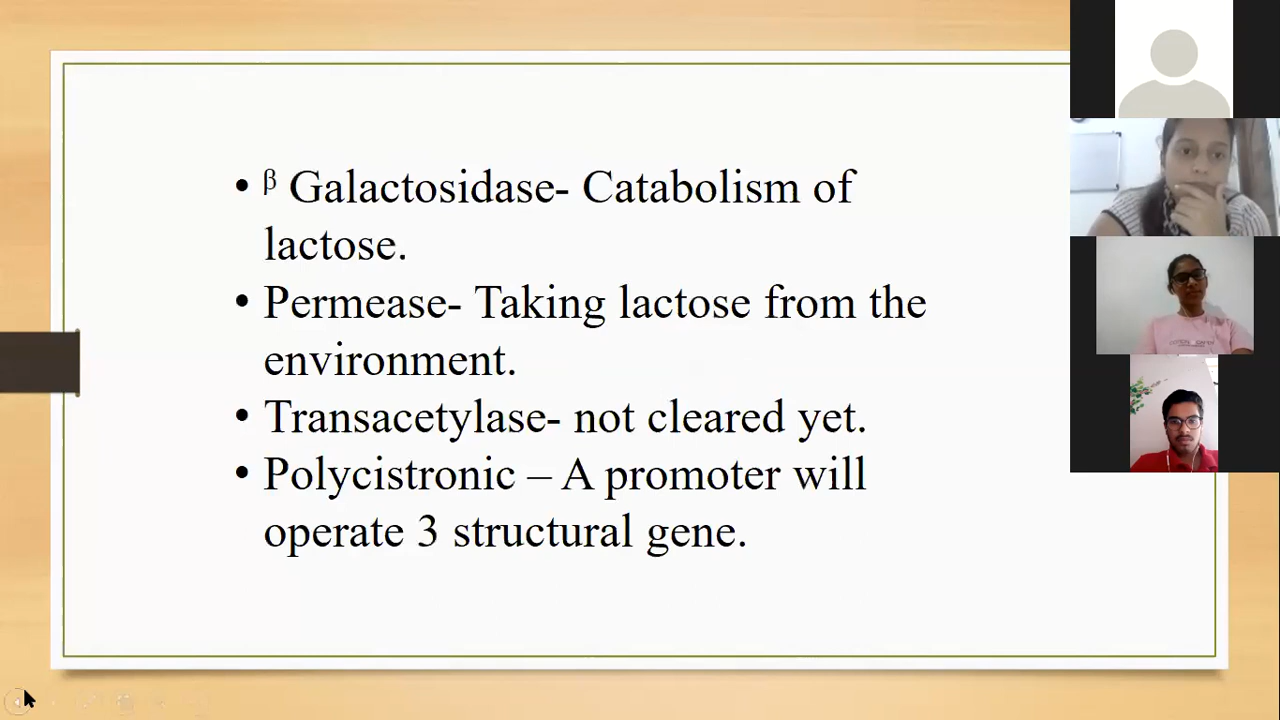 • β Galactosidase- Catabolism of
lactose.
• Permease- Taking lactose from the
environment.
• Transacetylase- not cleared yet.
• Polycistronic – A promoter will
operate 3 structural gene.